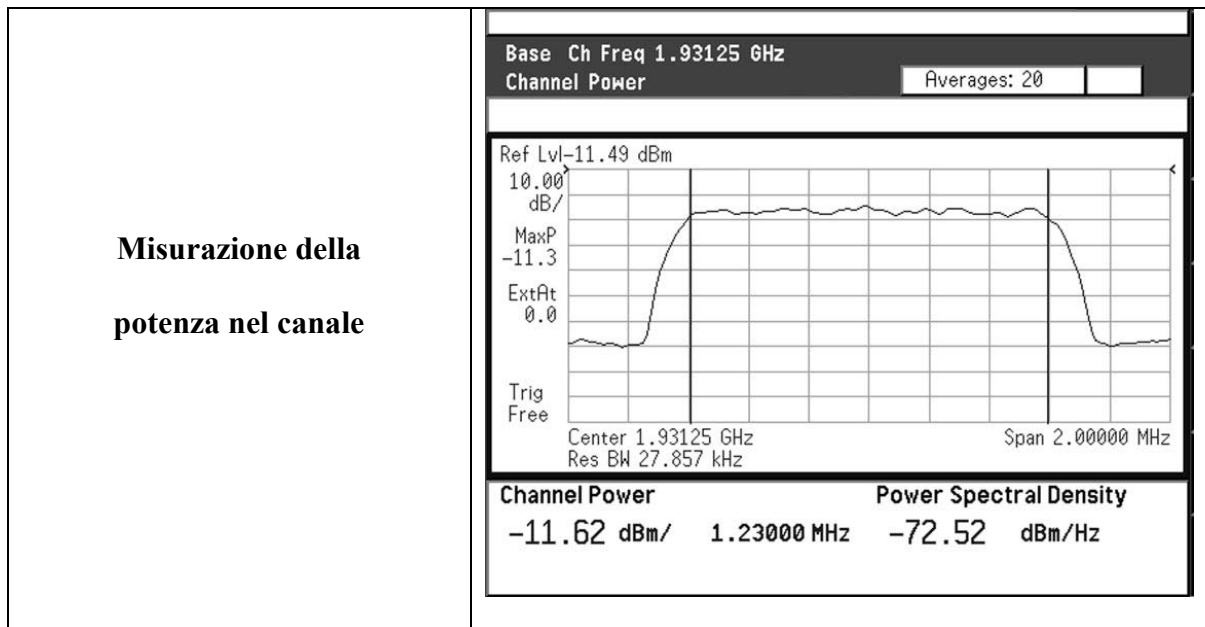 Misurazione della
potenza nel canale
Base Ch Freq 1.93125 GHz
Channel Power
Averages: 20
Ref Lvl-11.49 dBm
10.00
dB/
MaxP
-11.3
ExtAt
0.0
Trig
Free
Center 1.93125 GHz
Span 2.00000 MHz
Res BW 27.857 kHz
Channel Power
Power Spectral Density
-11.62 dBm/ 1.23000 MHz
-72.52 dBm/Hz